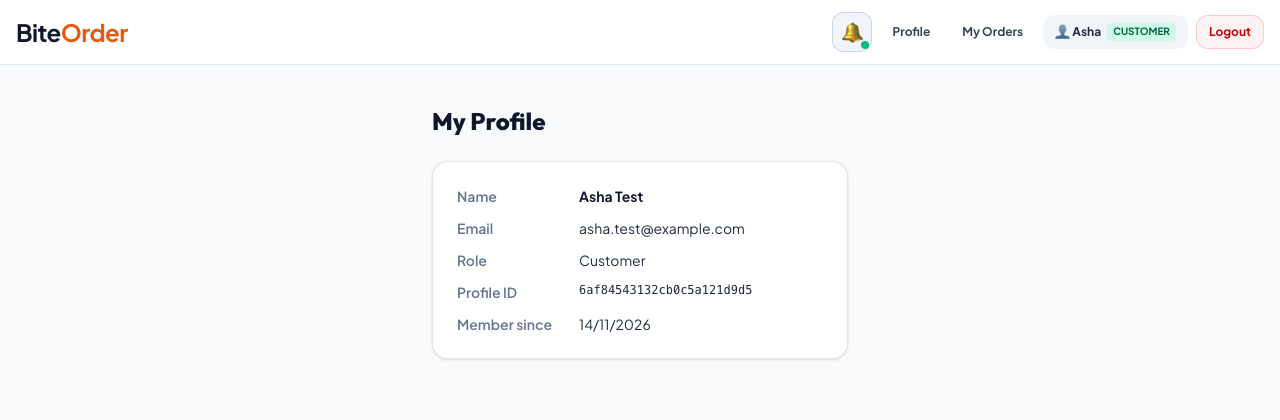 BiteOrder
Profile
My Orders
Asha CUSTOMER
Logout
My Profile
Name Asha Test
Email asha.test@example.com
Role Customer
Profile ID 6af84543132cb0c5a121d9d5
Member since 14/11/2026